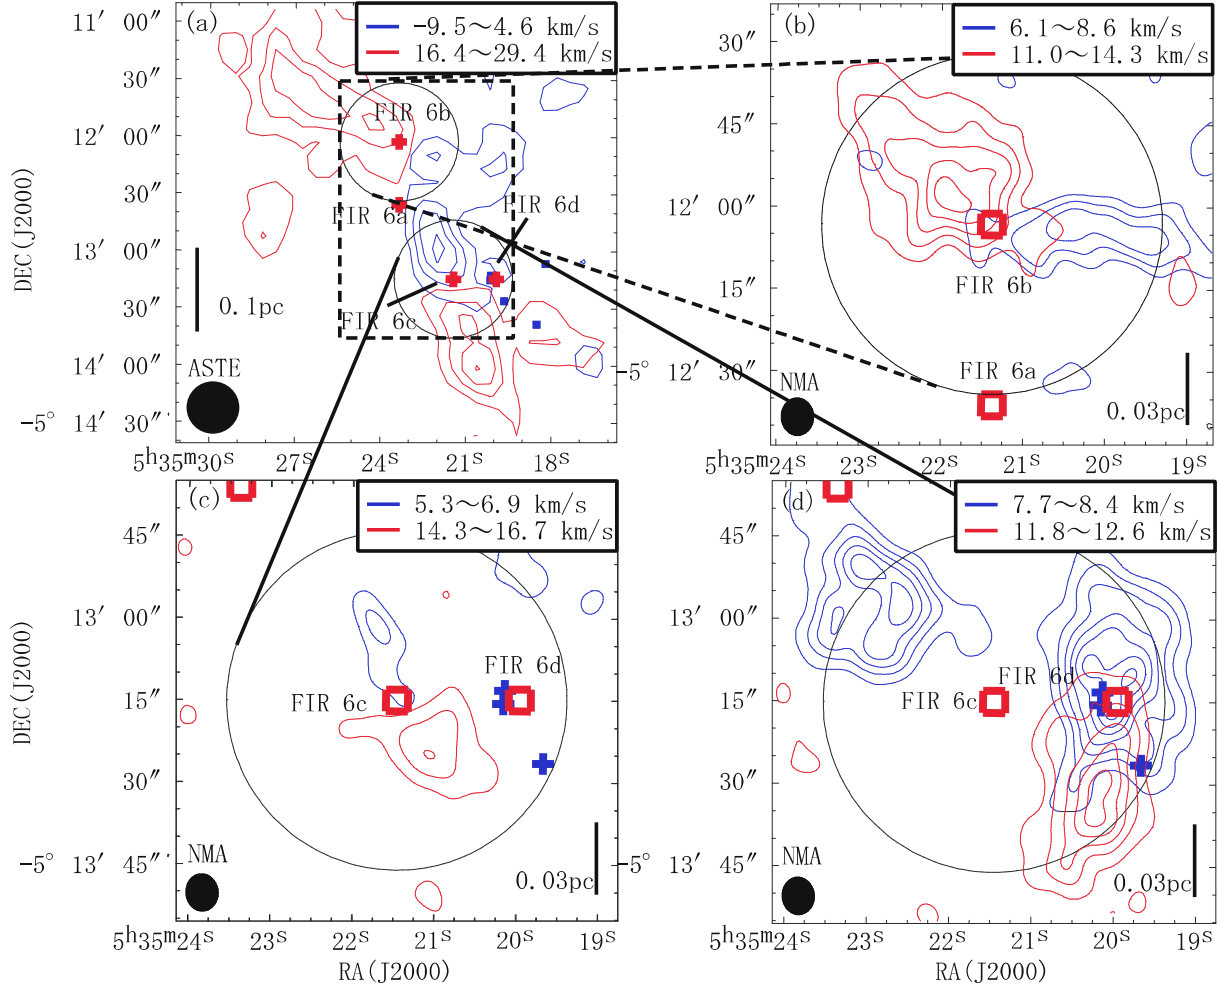 (a)
-9.5～4.6 km/s
16.4～29.4 km/s
11′ 00″
30″
12′ 00″
30″
13′ 00″
30″
14′ 00″
-5° 14′ 30″
DEC(J2000)
FIR 6b
FIR 6a
FIR 6d
FIR 6c
0.1pc
ASTE
5h35m30s 27s 23s 20s 18s
(b)
6.1～8.6 km/s
11.0～14.3 km/s
30″
45″
12′ 00″
15″
-5° 12′ 30″
FIR 6b
FIR 6a
NMA
0.03pc
5h35m23s 22s 21s 20s 19s
(c)
5.3～6.9 km/s
14.3～16.7 km/s
45″
13′ 00″
15″
30″
-5° 13′ 45″
DEC(J2000)
FIR 6d
FIR 6c
NMA
0.03pc
5h35m24s 23s 22s 21s 20s 19s
RA(J2000)
(d)
7.7～8.4 km/s
11.8～12.6 km/s
45″
13′ 00″
15″
30″
-5° 13′ 45″
FIR 6d
FIR 6c
NMA
0.03pc
5h35m24s 23s 22s 21s 20s 19s
RA(J2000)